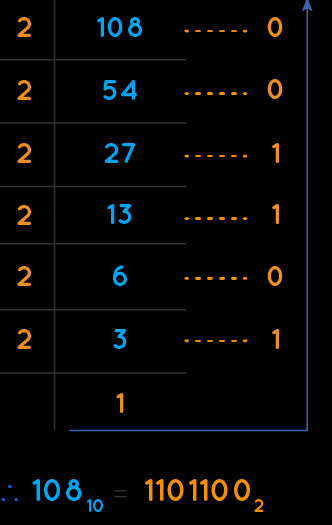 2 108 ------ 0
2 54 ------ 0
2 27 ------ 1
2 13 ------ 1
2 6 ------ 0
2 3 ------ 1
1
∴ 108₁₀ = 1101100₂